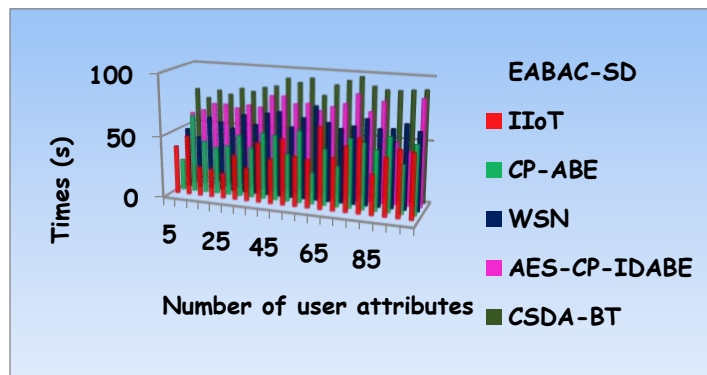 100
50
0
Times (s)
5
25
45
65
85
Number of user attributes
EABAC-SD
IIoT
CP-ABE
WSN
AES-CP-IDABE
CSDA-BT